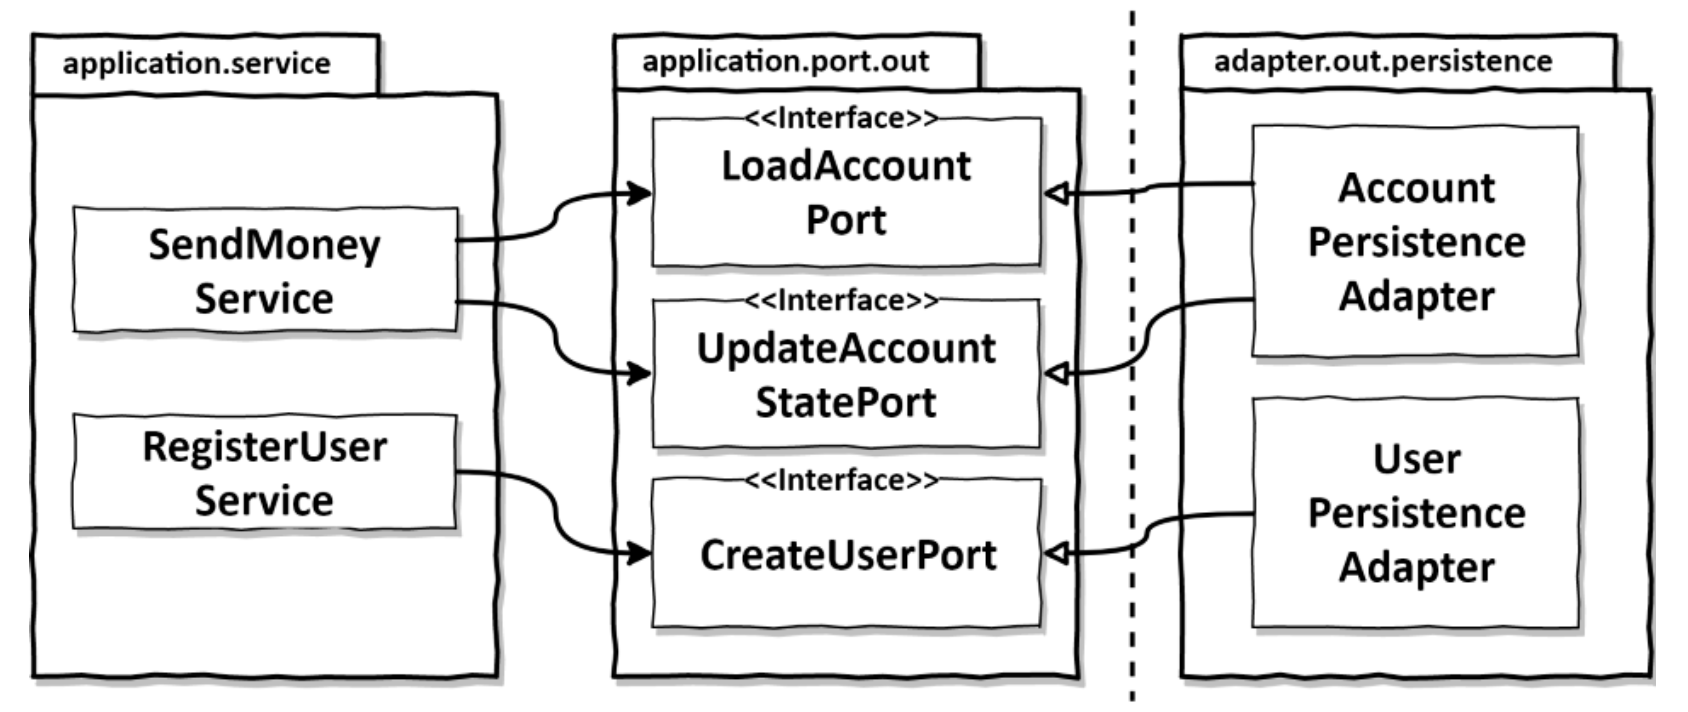 application.service
SendMoney
Service
RegisterUser
Service
application.port.out
<<Interface>>
LoadAccount
Port
<<Interface>>
UpdateAccount
StatePort
<<Interface>>
CreateUserPort
adapter.out.persistence
Account
Persistence
Adapter
User
Persistence
Adapter